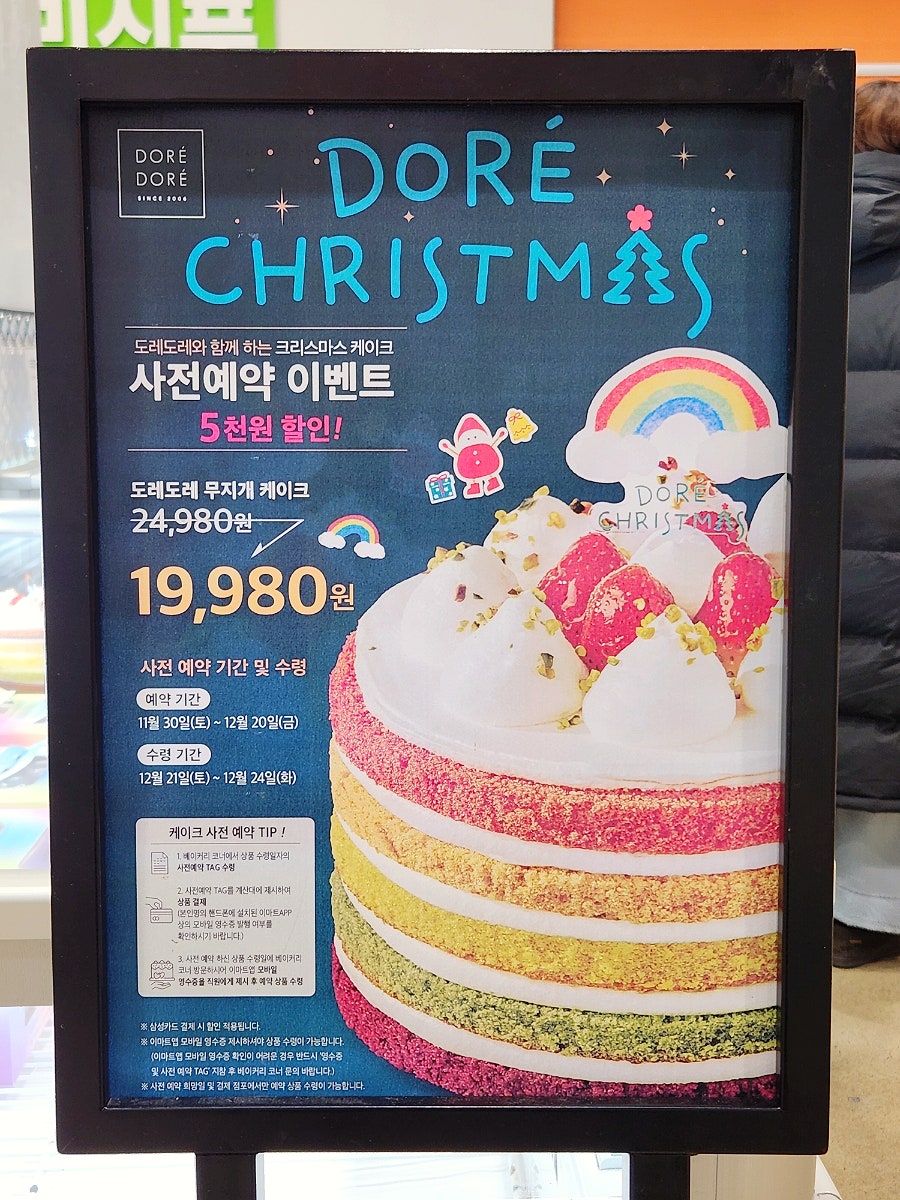 DORÉ
DORÉ
SINCE 2006
DORÉ
CHRISTMAS
도레도레와 함께 하는 크리스마스 케이크
사전예약 이벤트
5천원 할인!
도레도레 무지개 케이크
24,980원
19,980원
DORÉ
CHRISTMAS
사전 예약 기간 및 수령
예약 기간
11월 30일(토) ~ 12월 20일(금)
수령 기간
12월 21일(토) ~ 12월 24일(화)
케이크 사전 예약 TIP !
1. 베이커리 코너에서 상품 수령일자의
사전예약 TAG 수령
2. 사전예약 TAG를 계산대에 제시하여
상품 결제
(본인명의 핸드폰에 설치된 이마트APP
상의 모바일 영수증 발행 여부를
확인하시기 바랍니다.)
3. 사전 예약 하신 상품 수령일에 베이커리
코너 방문하시어 이마트앱 모바일
영수증을 직원에게 제시 후 예약 상품 수령
※ 삼성카드 결제 시 할인 적용됩니다.
※ 이마트앱 모바일 영수증 제시하셔야 상품 수령이 가능합니다.
(이마트앱 모바일 영수증 확인이 어려운 경우 반드시 '영수증
및 사전 예약 TAG' 지참 후 베이커리 코너 문의 바랍니다.)
※ 사전 예약 희망일 및 결제 점포에서만 예약 상품 수령이 가능합니다.